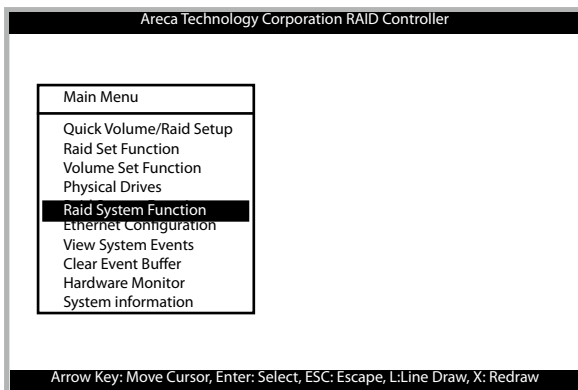 Areca Technology Corporation RAID Controller
Main Menu
Quick Volume/Raid Setup
Raid Set Function
Volume Set Function
Physical Drives
Raid System Function
Ethernet Configuration
View System Events
Clear Event Buffer
Hardware Monitor
System information
Arrow Key: Move Cursor, Enter: Select, ESC: Escape, L:Line Draw, X: Redraw